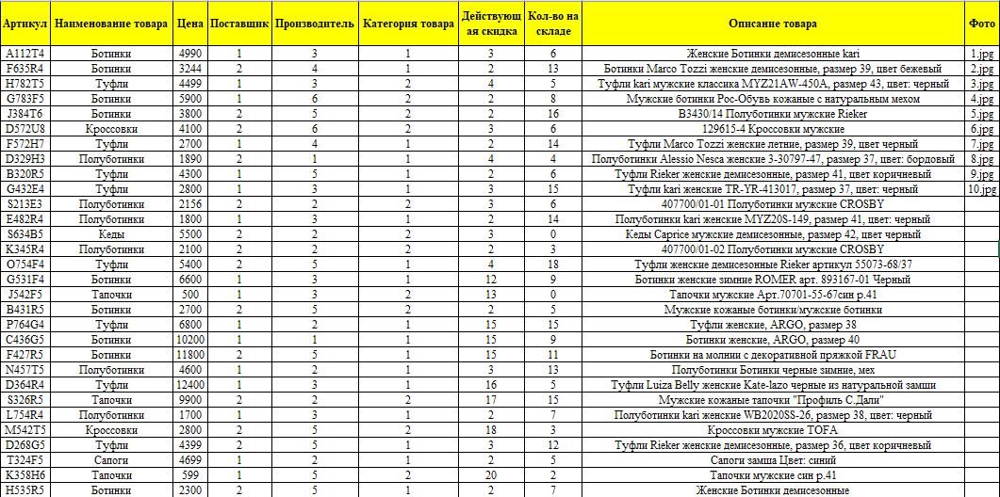 Артикул Наименование товара Цена Поставщик Производитель Категория товара Действующая скидка Кол-во на складе Описание товара Фото
A112T4 Ботинки 4990 1 3 1 3 6 Женские Ботинки демисезонные kari 1.jpg
F635R4 Ботинки 3244 2 4 1 2 13 Ботинки Marco Tozzi женские демисезонные, размер 39, цвет бежевый 2.jpg
H782T5 Туфли 4499 1 3 2 4 5 Туфли kari мужские классика MYZ21AW-450A, размер 43, цвет: черный 3.jpg
G783F5 Ботинки 5900 1 6 2 2 8 Мужские ботинки Рос-Обувь кожаные с натуральным мехом 4.jpg
J384T6 Ботинки 3800 2 5 2 2 16 B3430/14 Полуботинки мужские Rieker 5.jpg
D572U8 Кроссовки 4100 2 6 2 3 6 129615-4 Кроссовки мужские 6.jpg
F572H7 Туфли 2700 1 4 1 2 14 Туфли Marco Tozzi женские летние, размер 39, цвет черный 7.jpg
D329H3 Полуботинки 1890 2 1 1 4 4 Полуботинки Alessio Nesca женские 3-30797-47, размер 37, цвет: бордовый 8.jpg
B320R5 Туфли 4300 1 5 1 2 6 Туфли Rieker женские демисезонные, размер 41, цвет коричневый 9.jpg
G432E4 Туфли 2800 1 3 1 3 15 Туфли kari женские TR-YR-413017, размер 37, цвет: черный 10.jpg
S213E3 Полуботинки 2156 2 2 2 3 6 407700/01-01 Полуботинки мужские CROSBY
E482R4 Полуботинки 1800 1 3 1 2 14 Полуботинки kari женские MYZ20S-149, размер 41, цвет: черный
S634B5 Кеды 5500 2 2 2 3 0 Кеды Caprice мужские демисезонные, размер 42, цвет черный
K345R4 Полуботинки 2100 2 2 2 2 3 407700/01-02 Полуботинки мужские CROSBY
O754F4 Туфли 5400 2 5 1 4 18 Туфли женские демисезонные Rieker артикул 55073-68/37
G531F4 Ботинки 6600 1 3 1 12 9 Ботинки женские зимние ROMER арт. 893167-01 Черный
J542F5 Тапочки 500 1 3 2 13 0 Тапочки мужские Арт.70701-55-67син р.41
B431R5 Ботинки 2700 2 5 2 2 5 Мужские кожаные ботинки/мужские ботинки
P764G4 Туфли 6800 1 2 1 15 15 Туфли женские, ARGO, размер 38
C436G5 Ботинки 10200 1 1 1 15 9 Ботинки женские, ARGO, размер 40
F427R5 Ботинки 11800 2 5 1 15 11 Ботинки на молнии с декоративной пряжкой FRAU
N457T5 Полуботинки 4600 1 2 1 3 13 Полуботинки Ботинки черные зимние, мех
D364R4 Туфли 12400 1 3 1 16 5 Туфли Luiza Belly женские Kate-lazo черные из натуральной замши
S326R5 Тапочки 9900 2 2 2 17 15 Мужские кожаные тапочки "Профиль С.Дали"
L754R4 Полуботинки 1700 1 3 1 2 7 Полуботинки kari женские WB2020SS-26, размер 38, цвет: черный
M542T5 Кроссовки 2800 2 5 2 18 3 Кроссовки мужские TOFA
D268G5 Туфли 4399 2 5 1 3 12 Туфли Rieker женские демисезонные, размер 36, цвет коричневый
T324F5 Сапоги 4699 1 2 1 2 5 Сапоги замша Цвет: синий
K358H6 Тапочки 599 1 5 2 20 2 Тапочки мужские син р.41
H535R5 Ботинки 2300 2 5 1 2 7 Женские Ботинки демисезонные